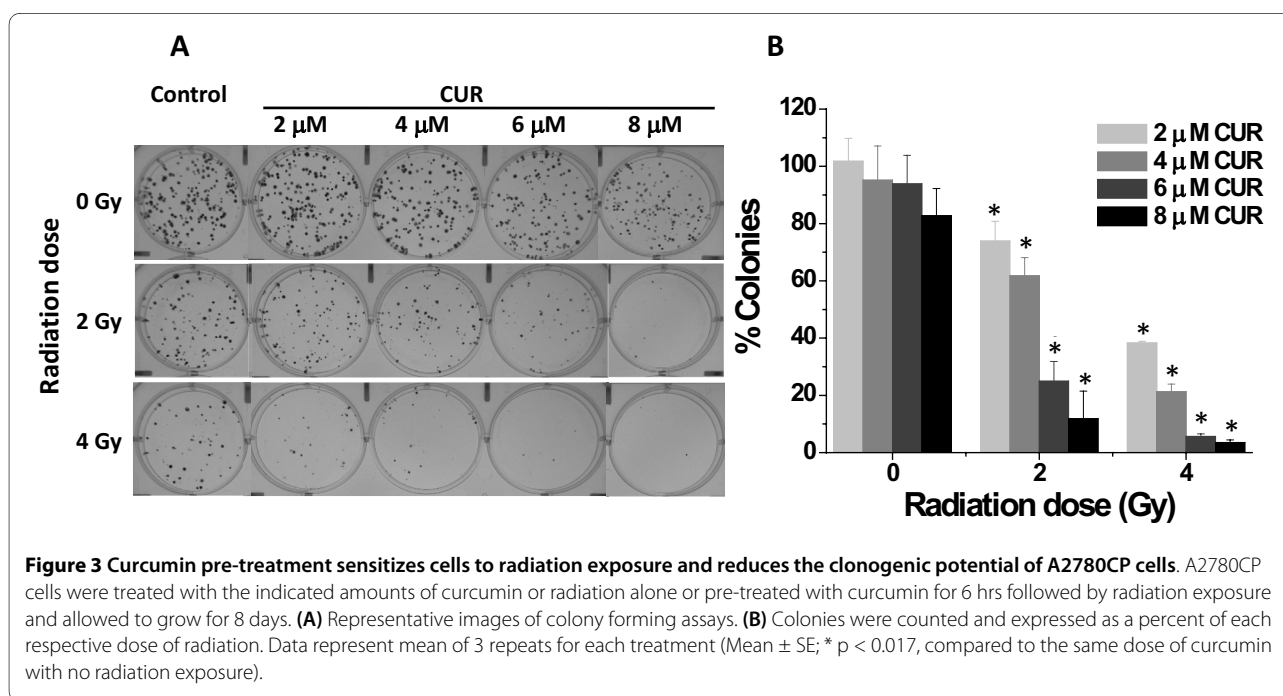 A
Control
CUR
2 μM 4 μM 6 μM 8 μM
Radiation dose
0 Gy
2 Gy
4 Gy
B
120
100
80
60
40
20
0
% Colonies
2 μ M CUR
4 μ M CUR
6 μ M CUR
8 μ M CUR
* * * *
* * * *
0 2 4
Radiation dose (Gy)
Figure 3 Curcumin pre-treatment sensitizes cells to radiation exposure and reduces the clonogenic potential of A2780CP cells. A2780CP
cells were treated with the indicated amounts of curcumin or radiation alone or pre-treated with curcumin for 6 hrs followed by radiation exposure
and allowed to grow for 8 days. (A) Representative images of colony forming assays. (B) Colonies were counted and expressed as a percent of each
respective dose of radiation. Data represent mean of 3 repeats for each treatment (Mean ± SE; * p < 0.017, compared to the same dose of curcumin
with no radiation exposure).